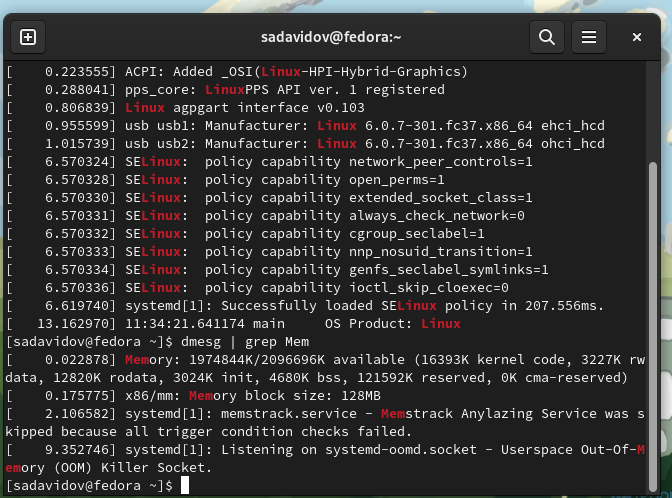 sadavidov@fedora:~
[    0.223555] ACPI: Added _OSI(Linux-HPI-Hybrid-Graphics)
[    0.288041] pps_core: LinuxPPS API ver. 1 registered
[    0.806839] Linux agpgart interface v0.103
[    0.955599] usb usb1: Manufacturer: Linux 6.0.7-301.fc37.x86_64 ehci_hcd
[    1.015739] usb usb2: Manufacturer: Linux 6.0.7-301.fc37.x86_64 ohci_hcd
[    6.570324] SELinux:  policy capability network_peer_controls=1
[    6.570328] SELinux:  policy capability open_perms=1
[    6.570330] SELinux:  policy capability extended_socket_class=1
[    6.570331] SELinux:  policy capability always_check_network=0
[    6.570332] SELinux:  policy capability cgroup_seclabel=1
[    6.570333] SELinux:  policy capability nnp_nosuid_transition=1
[    6.570334] SELinux:  policy capability genfs_seclabel_symlinks=1
[    6.570336] SELinux:  policy capability ioctl_skip_cloexec=0
[    6.619740] systemd[1]: Successfully loaded SELinux policy in 207.556ms.
[   13.162970] 11:34:21.641174 main     OS Product: Linux
[sadavidov@fedora ~]$ dmesg | grep Mem
[    0.022878] Memory: 1974844K/2096696K available (16393K kernel code, 3227K rw
data, 12820K rodata, 3024K init, 4680K bss, 121592K reserved, 0K cma-reserved)
[    0.175775] x86/mm: Memory block size: 128MB
[    2.106582] systemd[1]: memstrack.service - Memstrack Anylazing Service was s
kipped because all trigger condition checks failed.
[    9.352746] systemd[1]: Listening on systemd-oomd.socket - Userspace Out-Of-M
emory (OOM) Killer Socket.
[sadavidov@fedora ~]$